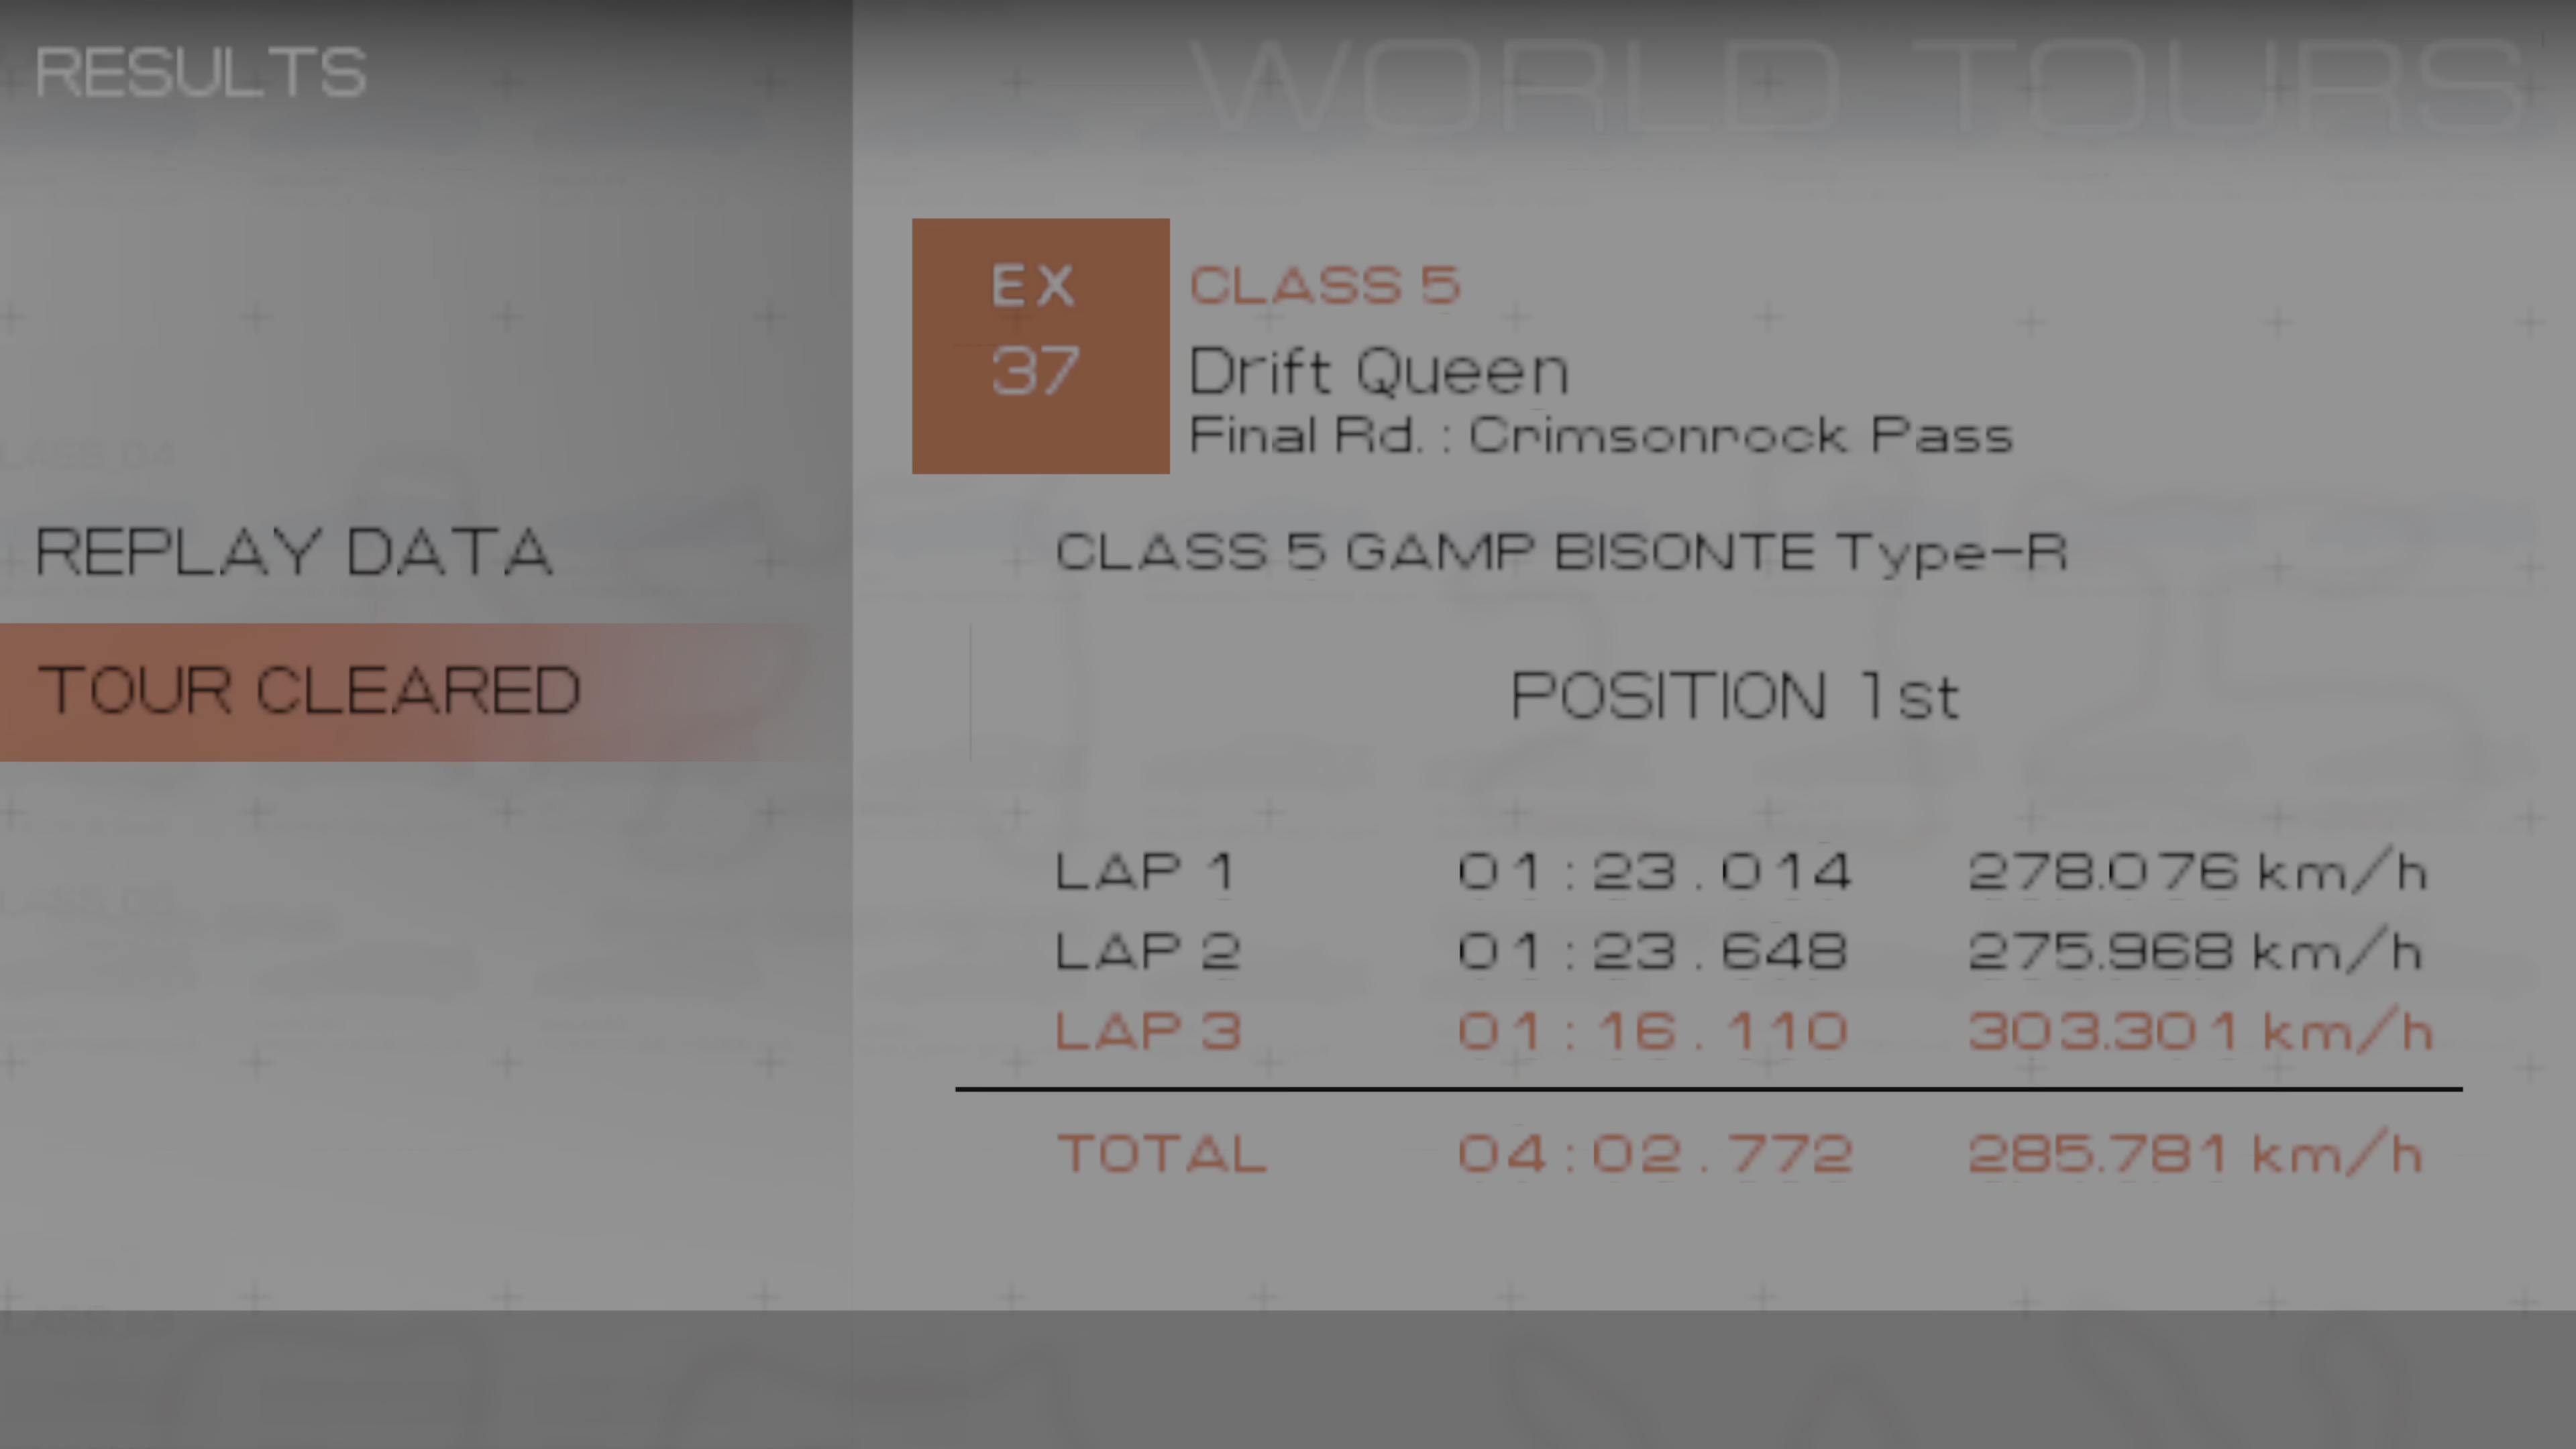 RESULTS
WORLD TOURS
EX
37
CLASS 5
Drift Queen
Final Rd. : Crimsonrock Pass
REPLAY DATA
TOUR CLEARED
CLASS 5 GAMP BISONTE Type-R
POSITION 1st
LAP 1 01:23.014 278.076 km/h
LAP 2 01:23.648 275.968 km/h
LAP 3 01:16.110 303.301 km/h
TOTAL 04:02.772 285.781 km/h